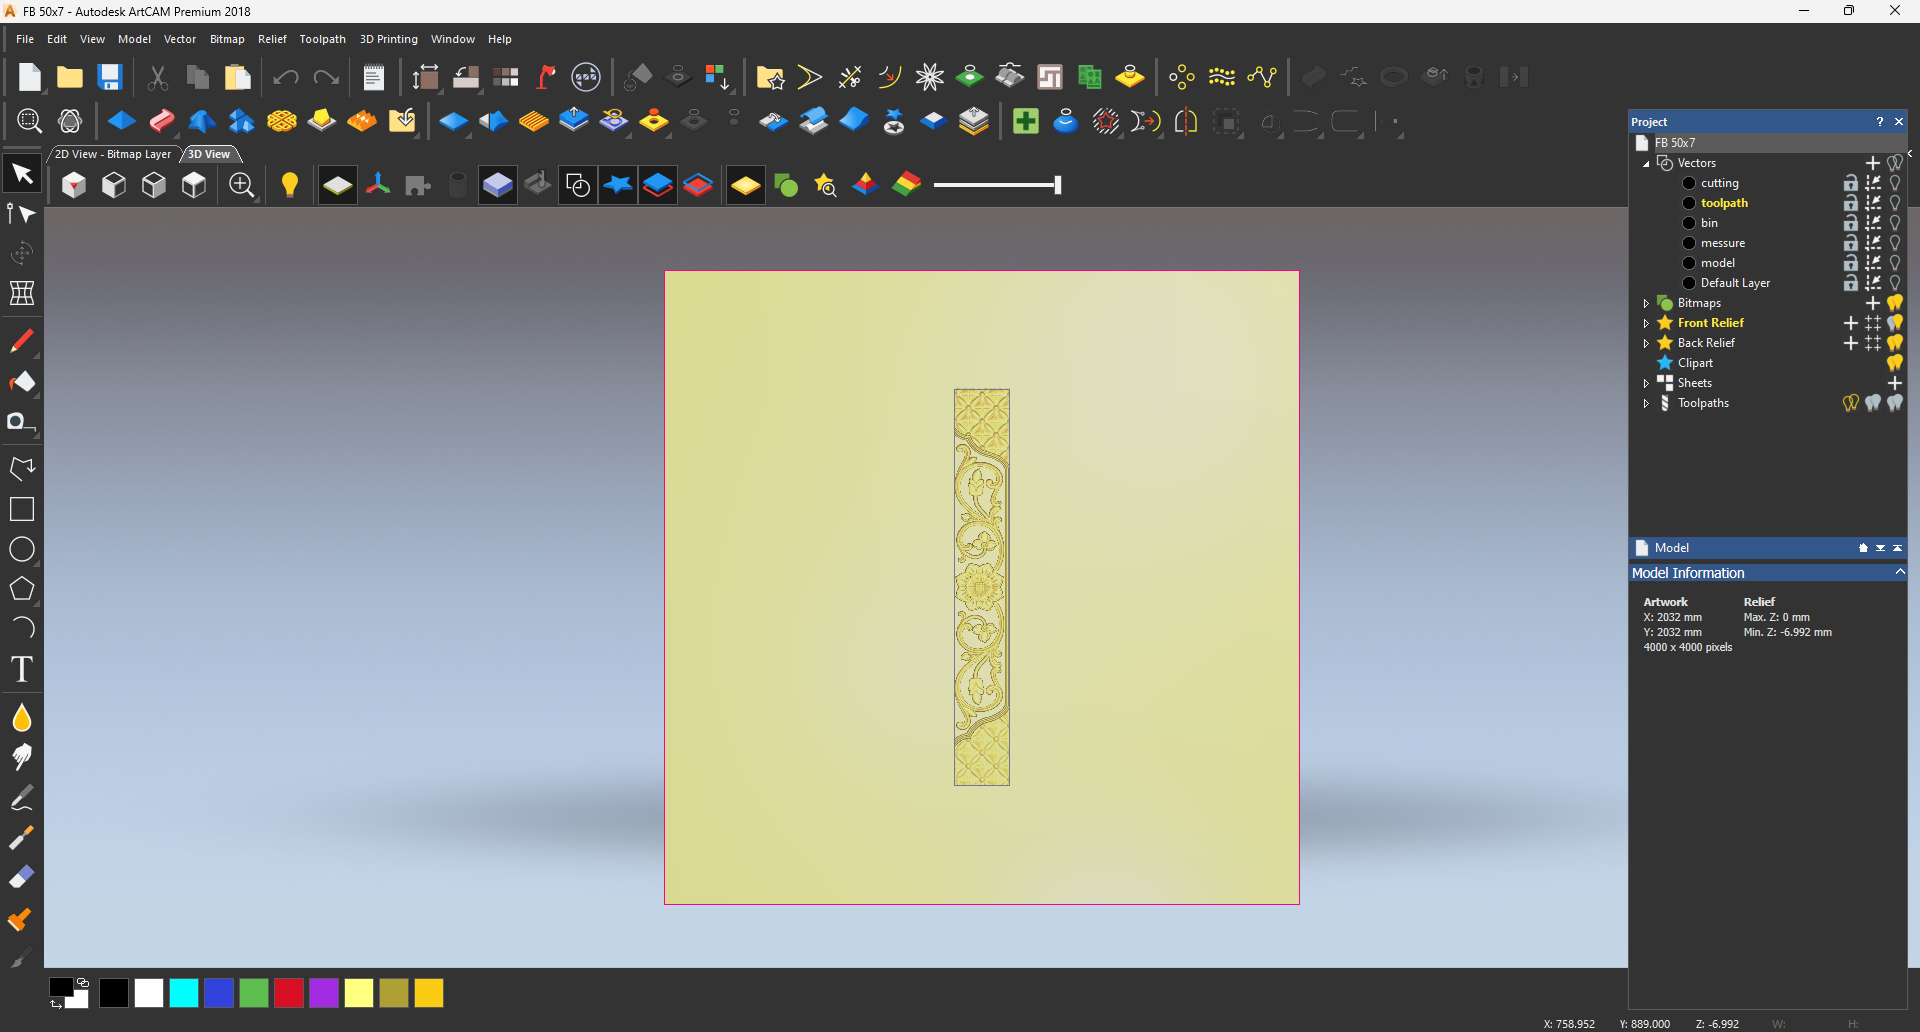 FB 50x7 - Autodesk ArtCAM Premium 2018
File Edit View Model Vector Bitmap Relief Toolpath 3D Printing Window Help
2D View - Bitmap Layer 3D View
Project ?
FB 50x7
Vectors
cutting
toolpath
bin
messure
model
Default Layer
Bitmaps
Front Relief
Back Relief
Clipart
Sheets
Toolpaths
Model
Model Information
Artwork Relief
X: 2032 mm Max. Z: 0 mm
Y: 2032 mm Min. Z: -6.992 mm
4000 x 4000 pixels
X: 758.952 Y: 889.000 Z: -6.992 W: H: